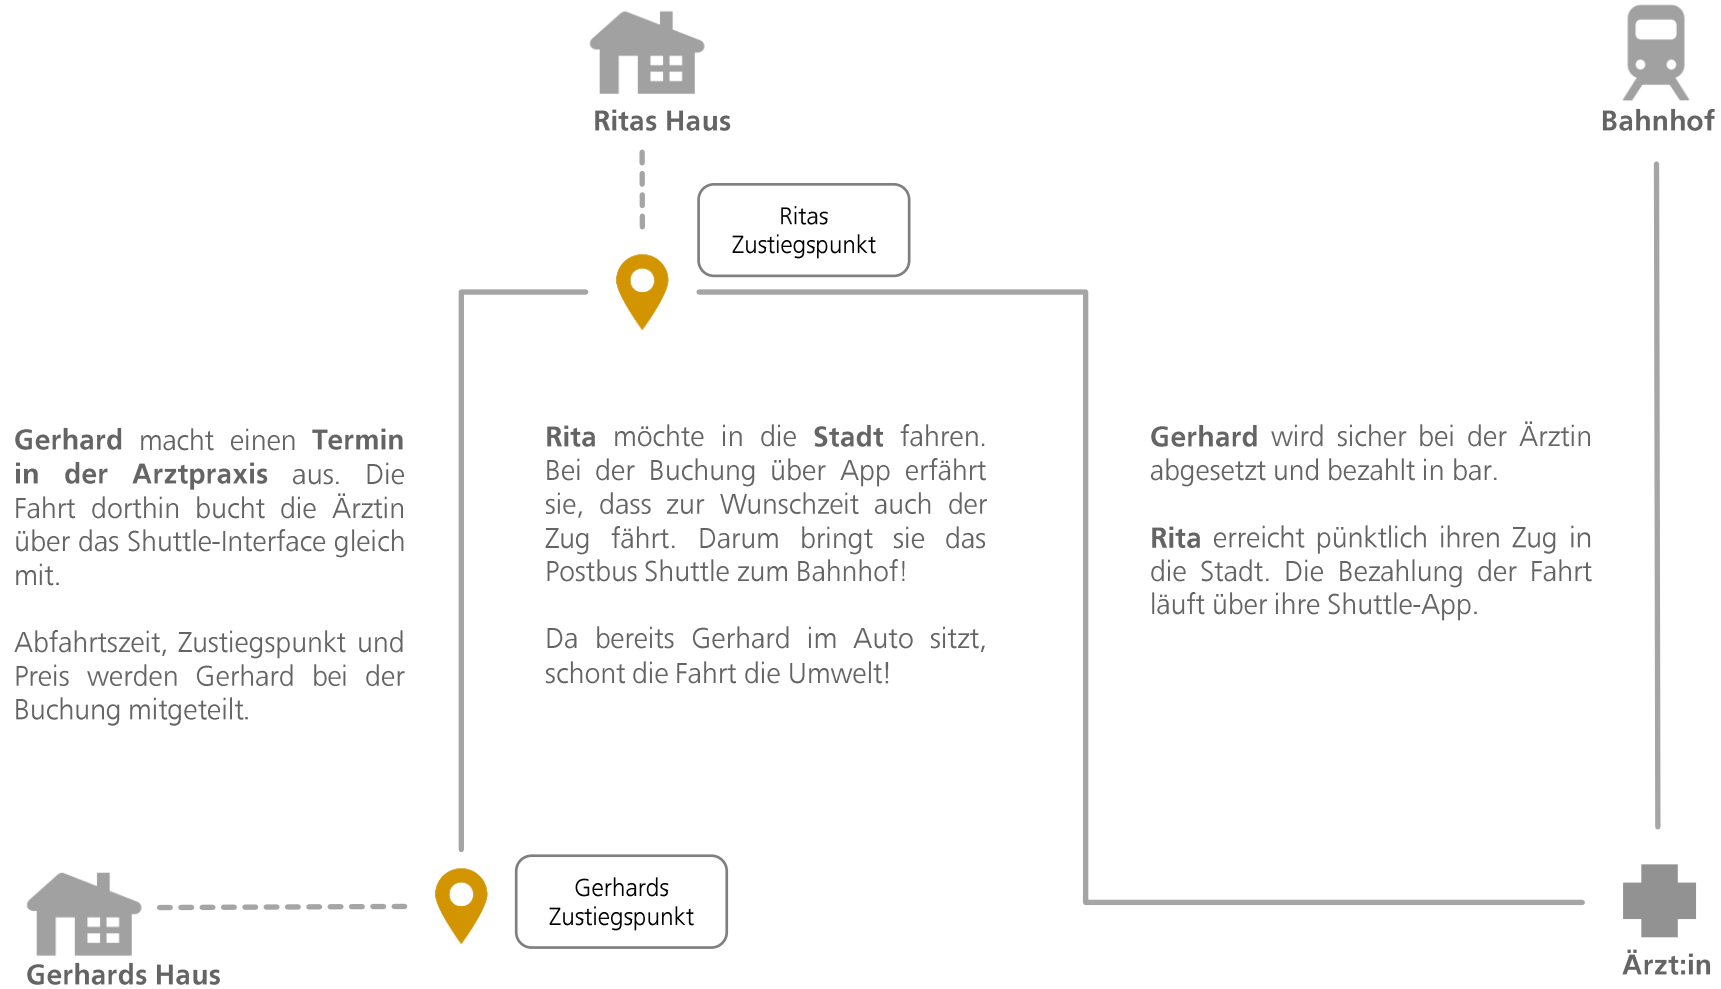 Ritas Haus
Bahnhof
Ritas
Zustiegspunkt
Gerhard macht einen Termin
in der Arztpraxis aus. Die
Fahrt dorthin bucht die Ärztin
über das Shuttle-Interface gleich
mit.
Abfahrtszeit, Zustiegspunkt und
Preis werden Gerhard bei der
Buchung mitgeteilt.
Rita möchte in die Stadt fahren.
Bei der Buchung über App erfährt
sie, dass zur Wunschzeit auch der
Zug fährt. Darum bringt sie das
Postbus Shuttle zum Bahnhof!
Da bereits Gerhard im Auto sitzt,
schont die Fahrt die Umwelt!
Gerhard wird sicher bei der Ärztin
abgesetzt und bezahlt in bar.
Rita erreicht pünktlich ihren Zug in
die Stadt. Die Bezahlung der Fahrt
läuft über ihre Shuttle-App.
Gerhards
Zustiegspunkt
Gerhards Haus
Ärzt:in